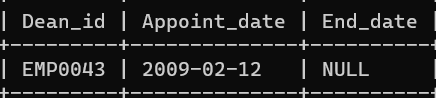 | Dean_id | Appoint_date | End_date |
+---------+--------------+----------+
| EMP0043 | 2009-02-12   | NULL     |
+---------+--------------+----------+